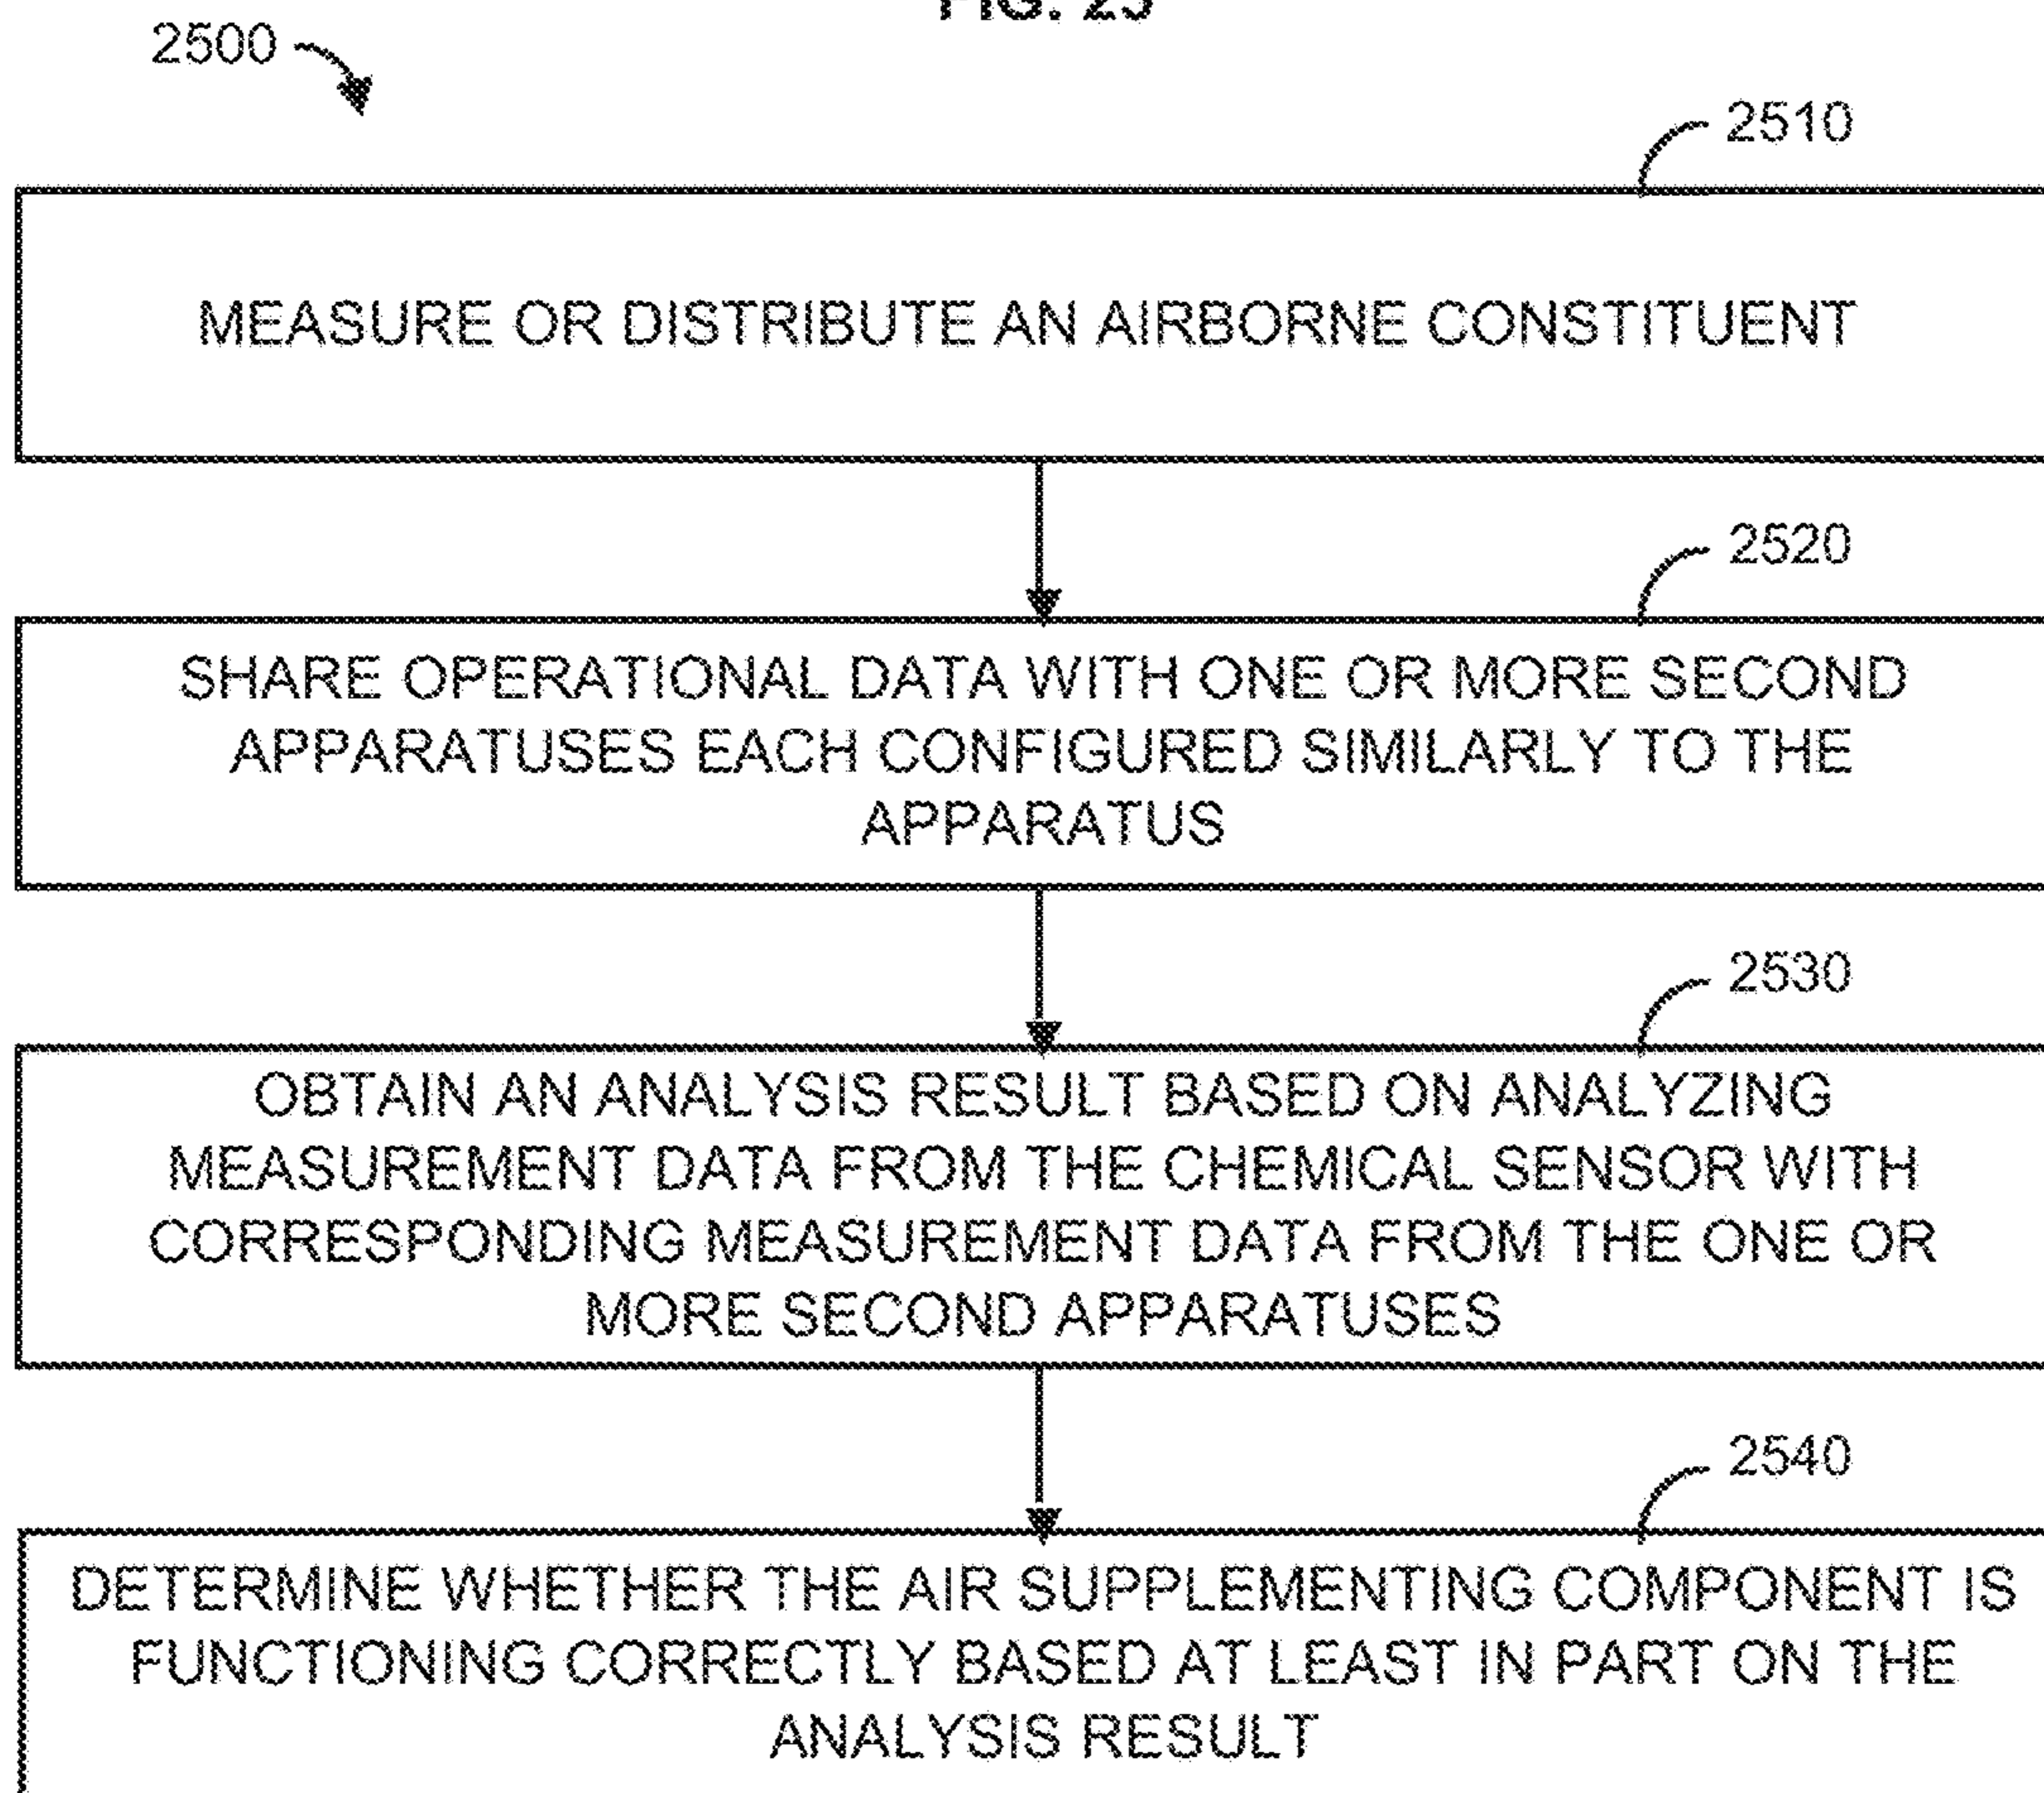 FIG. 25
2500
2510
MEASURE OR DISTRIBUTE AN AIRBORNE CONSTITUENT
2520
SHARE OPERATIONAL DATA WITH ONE OR MORE SECOND
APPARATUSES EACH CONFIGURED SIMILARLY TO THE
APPARATUS
2530
OBTAIN AN ANALYSIS RESULT BASED ON ANALYZING
MEASUREMENT DATA FROM THE CHEMICAL SENSOR WITH
CORRESPONDING MEASUREMENT DATA FROM THE ONE OR
MORE SECOND APPARATUSES
2540
DETERMINE WHETHER THE AIR SUPPLEMENTING COMPONENT IS
FUNCTIONING CORRECTLY BASED AT LEAST IN PART ON THE
ANALYSIS RESULT